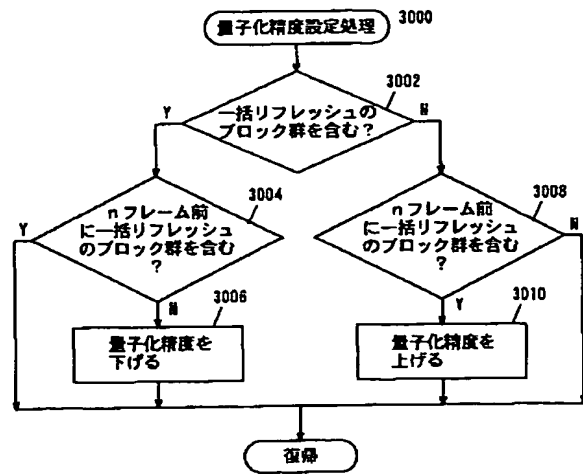 量子化精度設定処理
3000
3002
一括リフレッシュの
ブロック群を含む?
Y
N
3004
nフレーム前
に一括リフレッシュ
のブロック群を含む
?
Y
N
3008
nフレーム前
に一括リフレッシュ
のブロック群を含む
?
N
Y
3006
量子化精度を
下げる
3010
量子化精度を
上げる
復帰